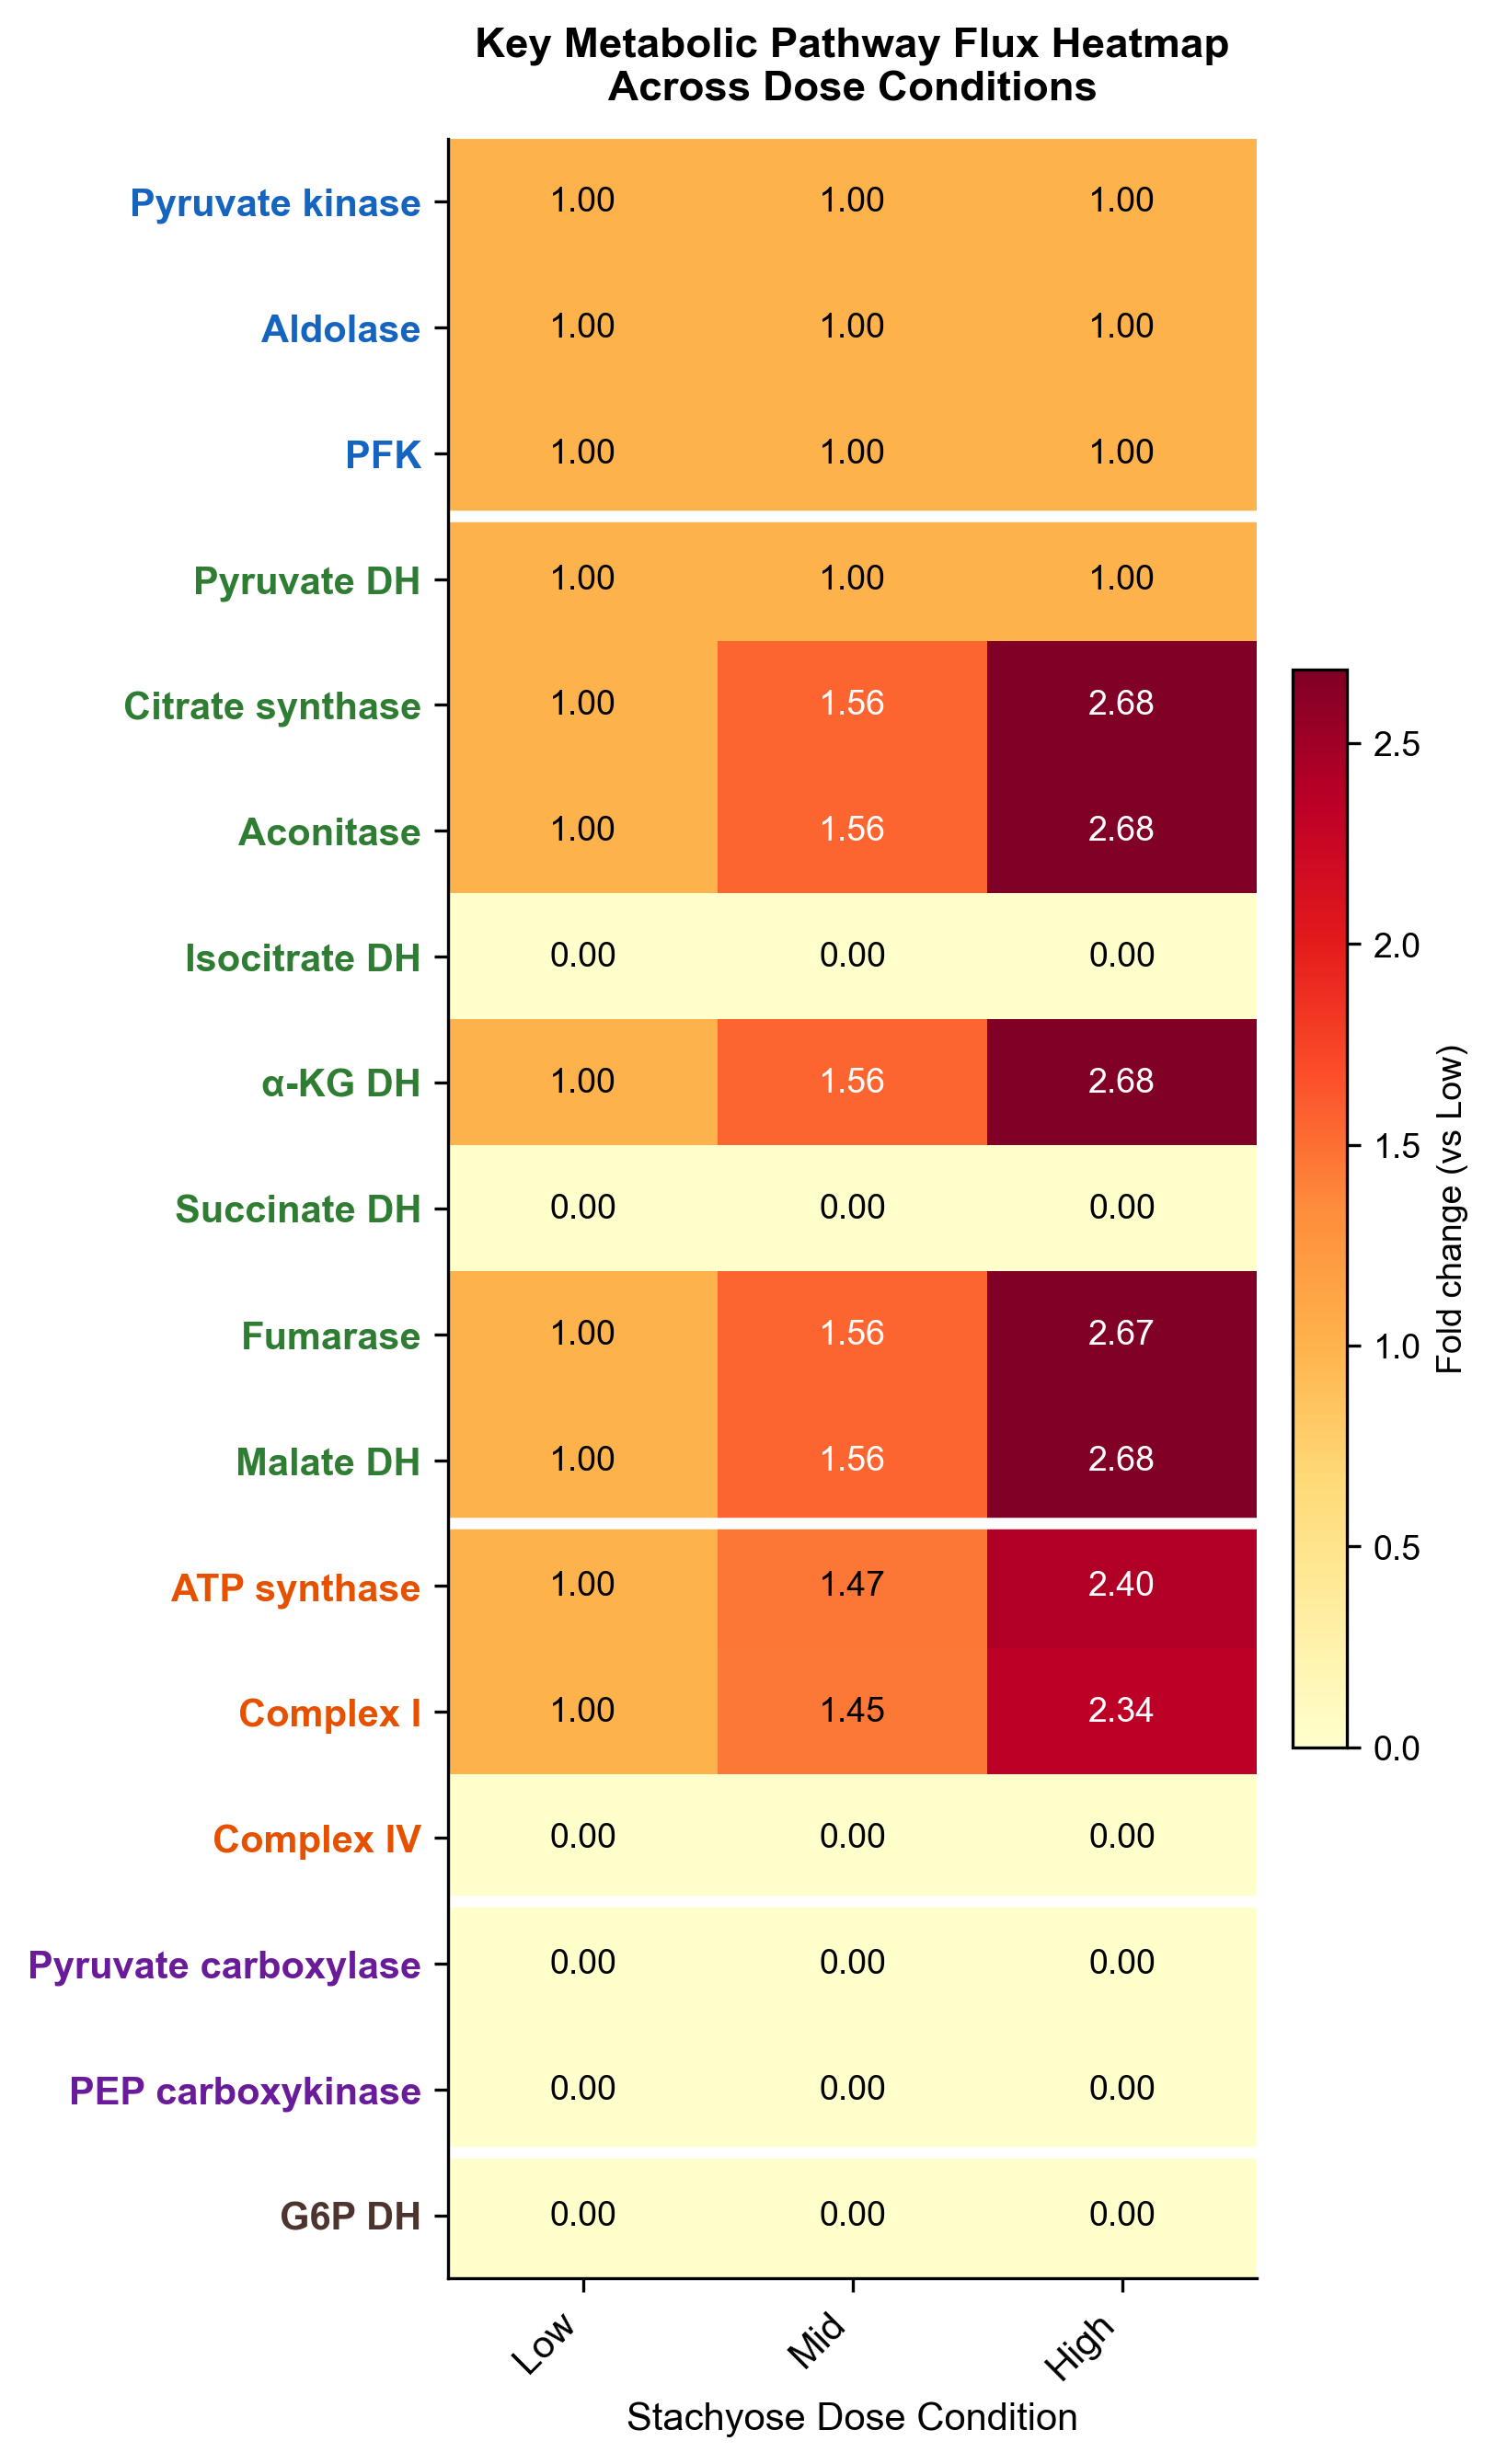 Key Metabolic Pathway Flux Heatmap
Across Dose Conditions
Pyruvate kinase 1.00 1.00 1.00
Aldolase 1.00 1.00 1.00
PFK 1.00 1.00 1.00
Pyruvate DH 1.00 1.00 1.00
Citrate synthase 1.00 1.56 2.68
Aconitase 1.00 1.56 2.68
Isocitrate DH 0.00 0.00 0.00
α-KG DH 1.00 1.56 2.68
Succinate DH 0.00 0.00 0.00
Fumarase 1.00 1.56 2.67
Malate DH 1.00 1.56 2.68
ATP synthase 1.00 1.47 2.40
Complex I 1.00 1.45 2.34
Complex IV 0.00 0.00 0.00
Pyruvate carboxylase 0.00 0.00 0.00
PEP carboxykinase 0.00 0.00 0.00
G6P DH 0.00 0.00 0.00
Low Mid High
Stachyose Dose Condition
2.5
2.0
1.5
1.0
0.5
0.0
Fold change (vs Low)